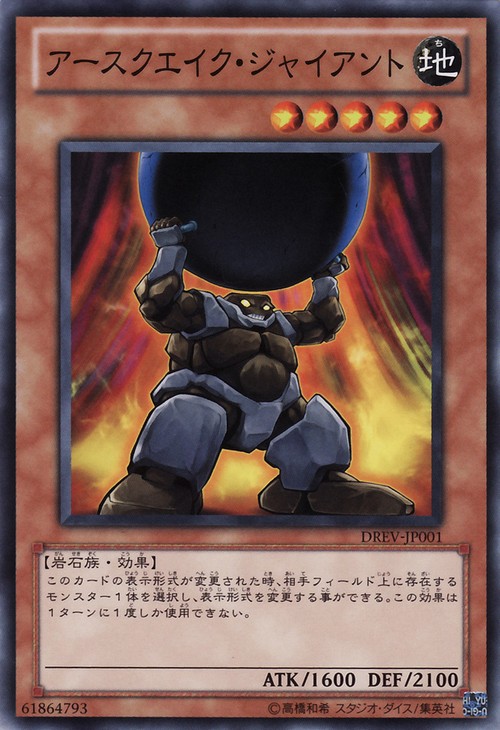 アースクエイク・ジャイアント
地
DREV-JP001
【岩石族・効果】
このカードの表示形式が変更された時、相手フィールド上に存在する
モンスター1体を選択し、表示形式を変更する事ができる。この効果は
1ターンに1度しか使用できない。
ATK/1600 DEF/2100
61864793
©高橋和希 スタジオ・ダイス/集英社